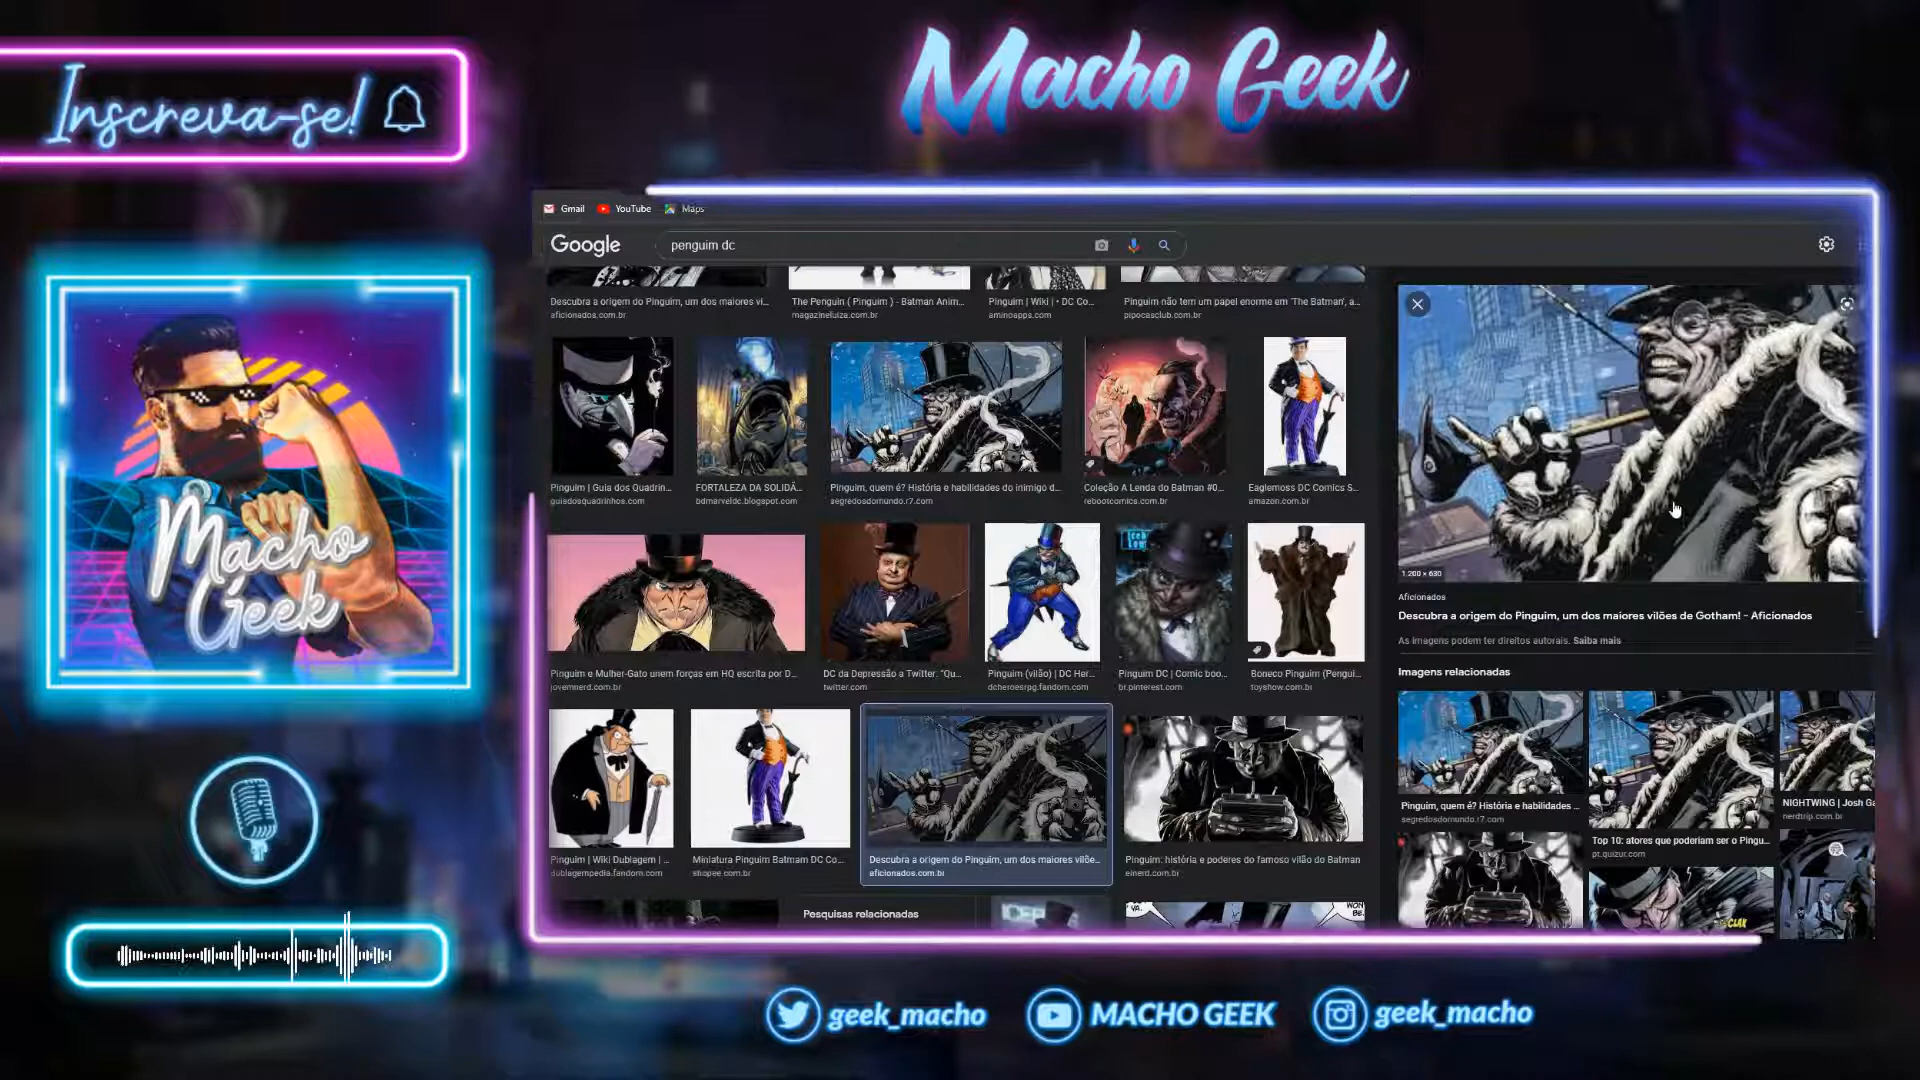 Inscreva-se!
Macho Geek
Macho
Geek
Gmail YouTube Maps
Google penguim dc
Descubra a origem do Pinguim, um dos maiores vi...
aficionados.com.br
The Penguin ( Pinguim ) - Batman Anim...
magazineluiza.com.br
Pinguim | Wiki | • DC Co...
aminoapps.com
Pinguim não tem um papel enorme em 'The Batman', a...
pipocasclub.com.br
Pinguim | Guia dos Quadrin...
guiadosquadrinhos.com
FORTALEZA DA SOLIDÃ...
bdmarveldc.blogspot.com
Pinguim, quem é? História e habilidades do inimigo d...
segredosdomundo.r7.com
Coleção A Lenda do Batman #0...
rebootcomics.com.br
Eaglemoss DC Comics S...
amazon.com.br
Pinguim e Mulher-Gato unem forças em HQ escrita por D...
jovemnerd.com.br
DC da Depressão a Twitter: "Qu...
twitter.com
Pinguim (vilão) | DC Her...
dcheroesrpg.fandom.com
Pinguim DC | Comic boo...
br.pinterest.com
Boneco Pinguim (Pengui...
toyshow.com.br
Pinguim | Wiki Dublagem | ...
dublagempedia.fandom.com
Miniatura Pinguim Batmam DC Co...
shopee.com.br
Descubra a origem do Pinguim, um dos maiores vilõe...
aficionados.com.br
Pinguim: história e poderes do famoso vilão do Batman
einerd.com.br
Pesquisas relacionadas
YA.
WON
BE.
1.200 × 630
Aficionados
Descubra a origem do Pinguim, um dos maiores vilões de Gotham! - Aficionados
As imagens podem ter direitos autorais. Saiba mais
Imagens relacionadas
Pinguim, quem é? História e habilidades ...
segredosdomundo.r7.com
Top 10: atores que poderiam ser o Pingu...
pt.quizur.com
NIGHTWING | Josh Ga
nerdtrip.com.br
CLAK
geek_macho MACHO GEEK geek_macho